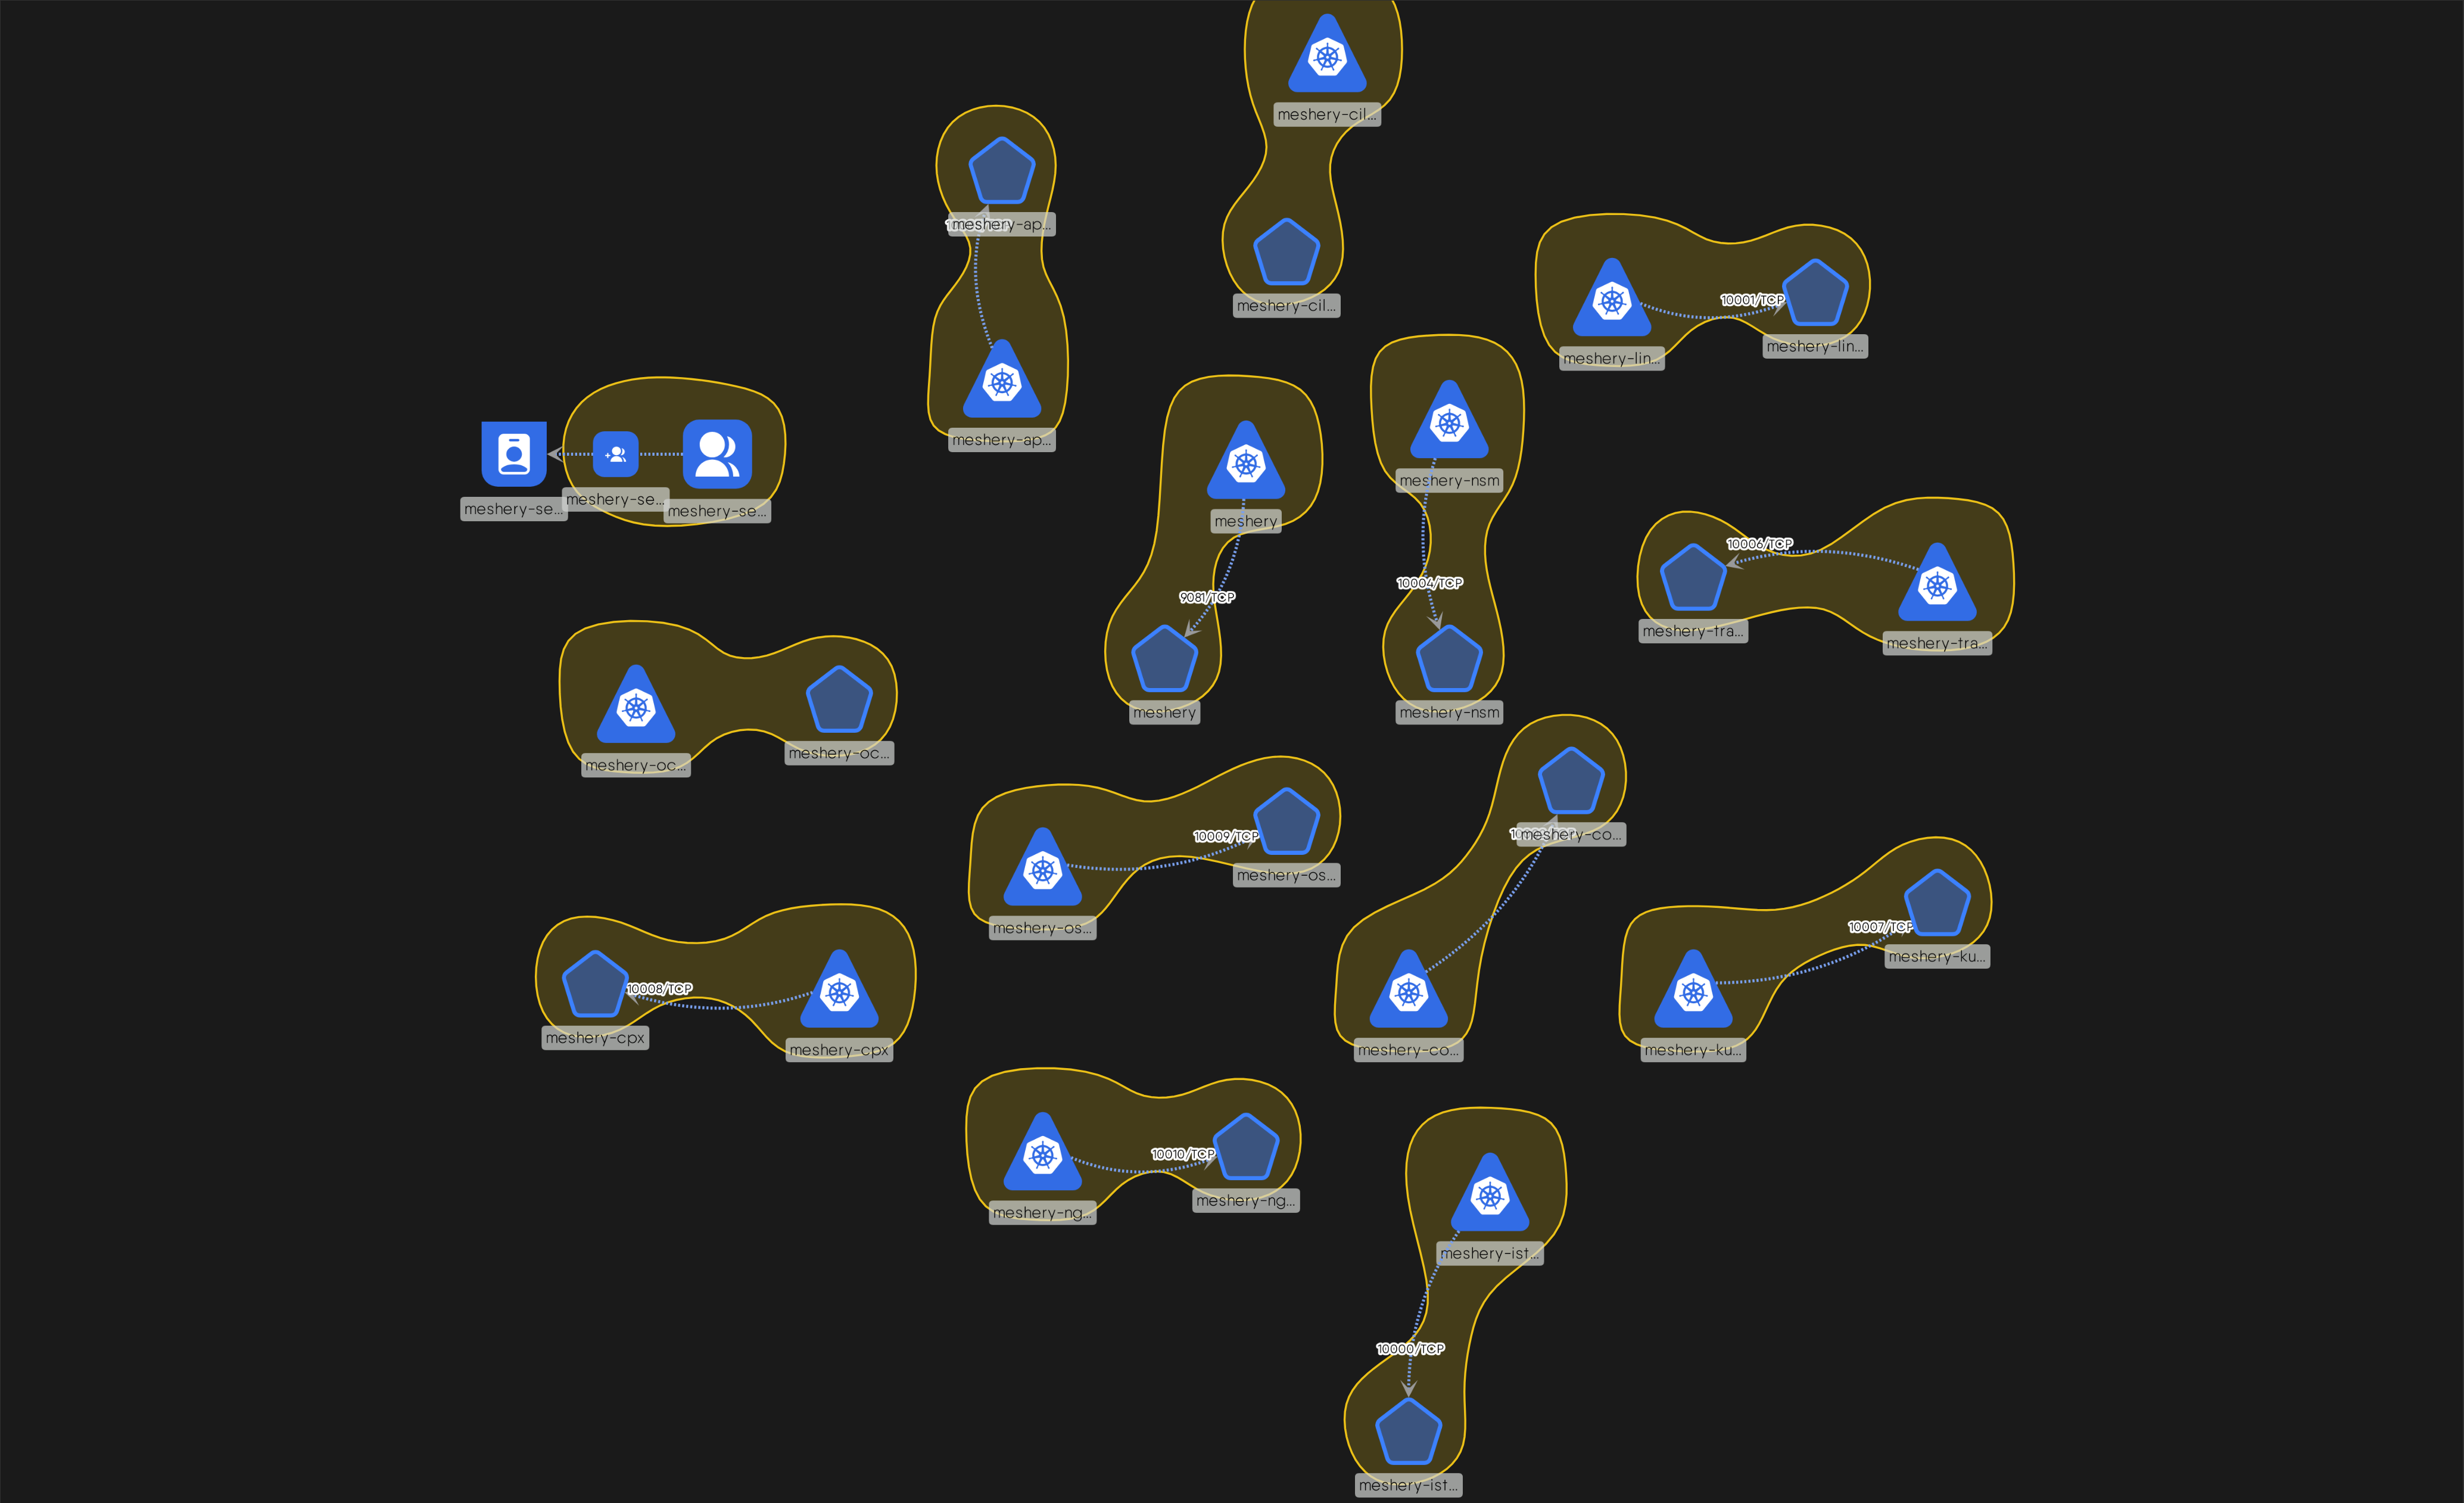 meshery-cil...
meshery-ap...
meshery-cil...
10001/TCP
meshery-lin...
meshery-lin...
meshery-ap...
meshery-se...
meshery-se...
meshery-se...
meshery
meshery-nsm
9081/TCP
10004/TCP
10006/TCP
meshery-tra...
meshery-tra...
meshery
meshery-nsm
meshery-oc...
meshery-oc...
10009/TCP
meshery-os...
meshery-os...
meshery-co...
10007/TCP
meshery-ku...
10008/TCP
meshery-cpx
meshery-cpx
meshery-co...
meshery-ku...
10010/TCP
meshery-ng...
meshery-ng...
meshery-ist...
10000/TCP
meshery-ist...